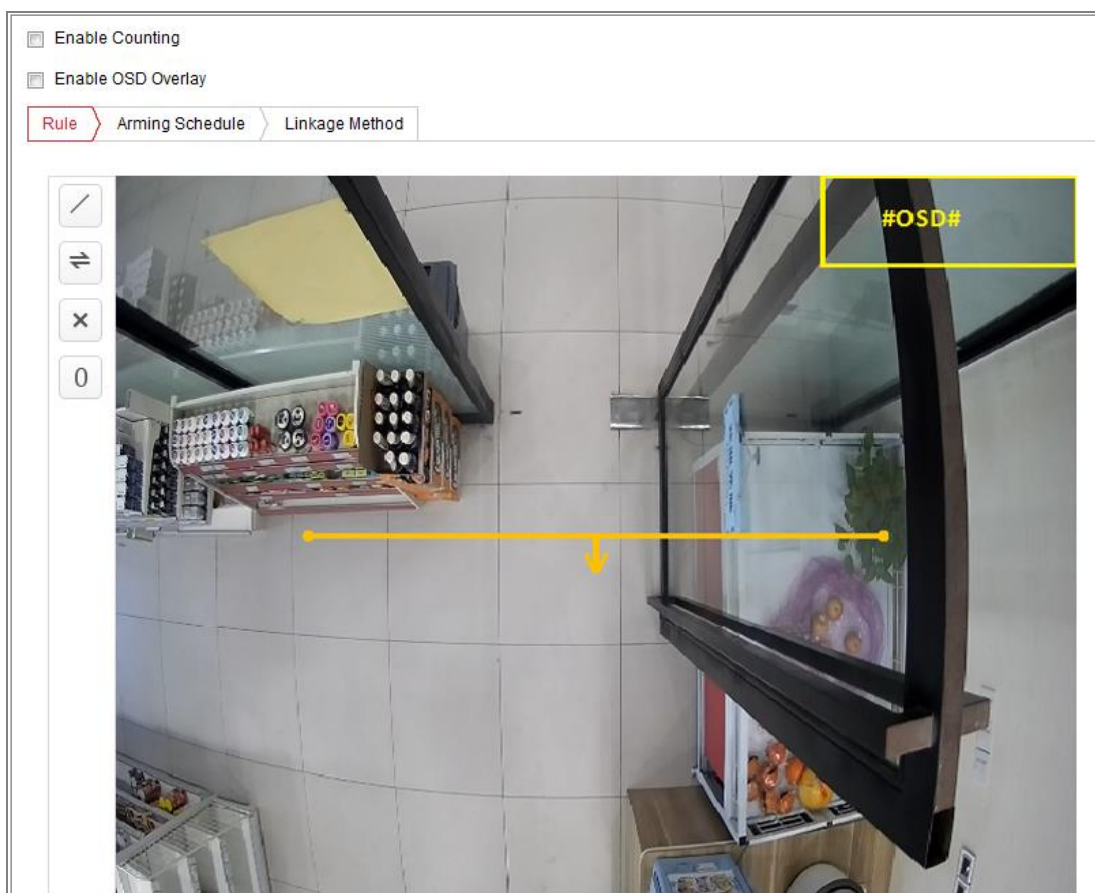 Enable Counting
Enable OSD Overlay
Rule
Arming Schedule
Linkage Method
#OSD#
0